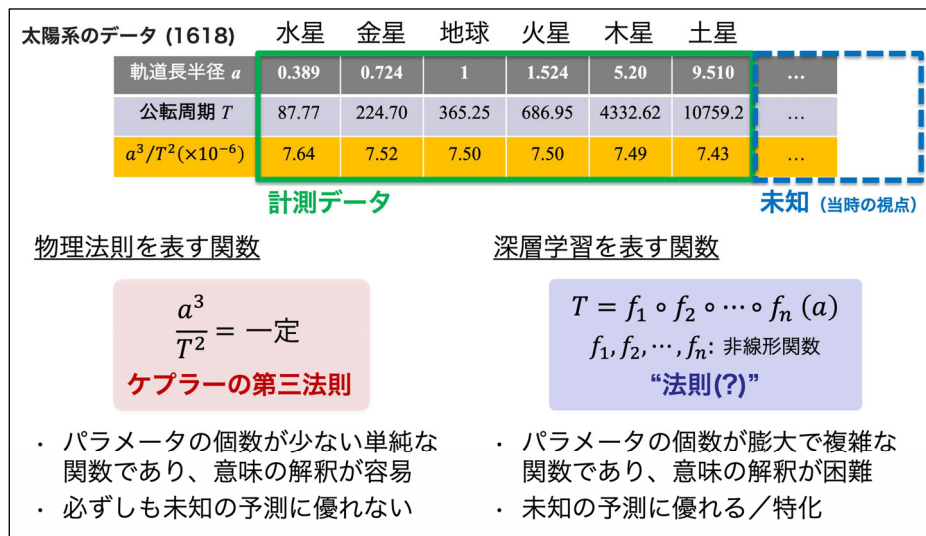 太陽系のデータ (1618) 水星 金星 地球 火星 木星 土星
軌道長半径 a 0.389 0.724 1 1.524 5.20 9.510 …
公転周期 T 87.77 224.70 365.25 686.95 4332.62 10759.2 …
a³/T²(×10⁻⁶) 7.64 7.52 7.50 7.50 7.49 7.43 …
計測データ
未知 (当時の視点)
物理法則を表す関数
a³/T² = 一定
ケプラーの第三法則
・ パラメータの個数が少ない単純な
関数であり、意味の解釈が容易
・ 必ずしも未知の予測に優れない
深層学習を表す関数
T = f₁ ∘ f₂ ∘ ⋯ ∘ fₙ (a)
f₁, f₂, ⋯, fₙ: 非線形関数
“法則(?)”
・ パラメータの個数が膨大で複雑な
関数であり、意味の解釈が困難
・ 未知の予測に優れる／特化